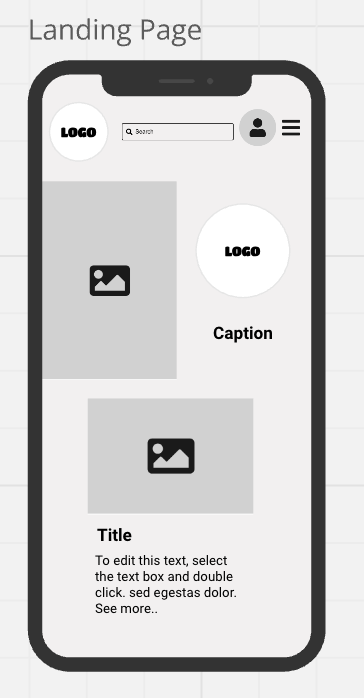 Landing Page
LOGO
Search
LOGO
Caption
Title
To edit this text, select
the text box and double
click. sed egestas dolor.
See more..